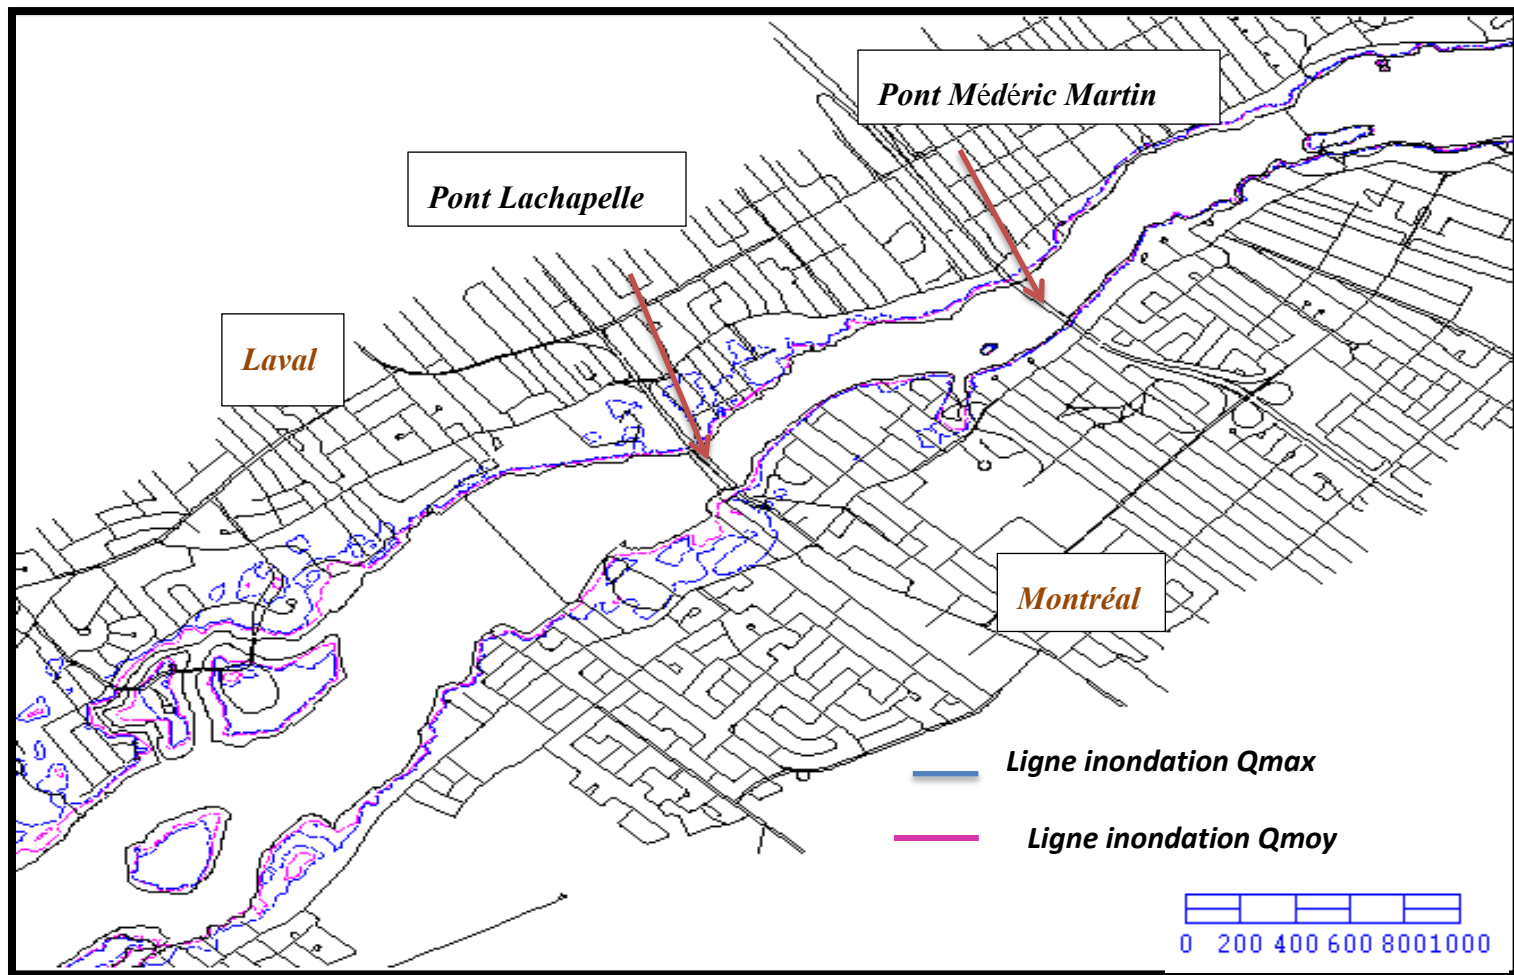 Pont Médéric Martin
Pont Lachapelle
Laval
Montréal
Ligne inondation Qmax
Ligne inondation Qmoy
0 200 400 600 8001000